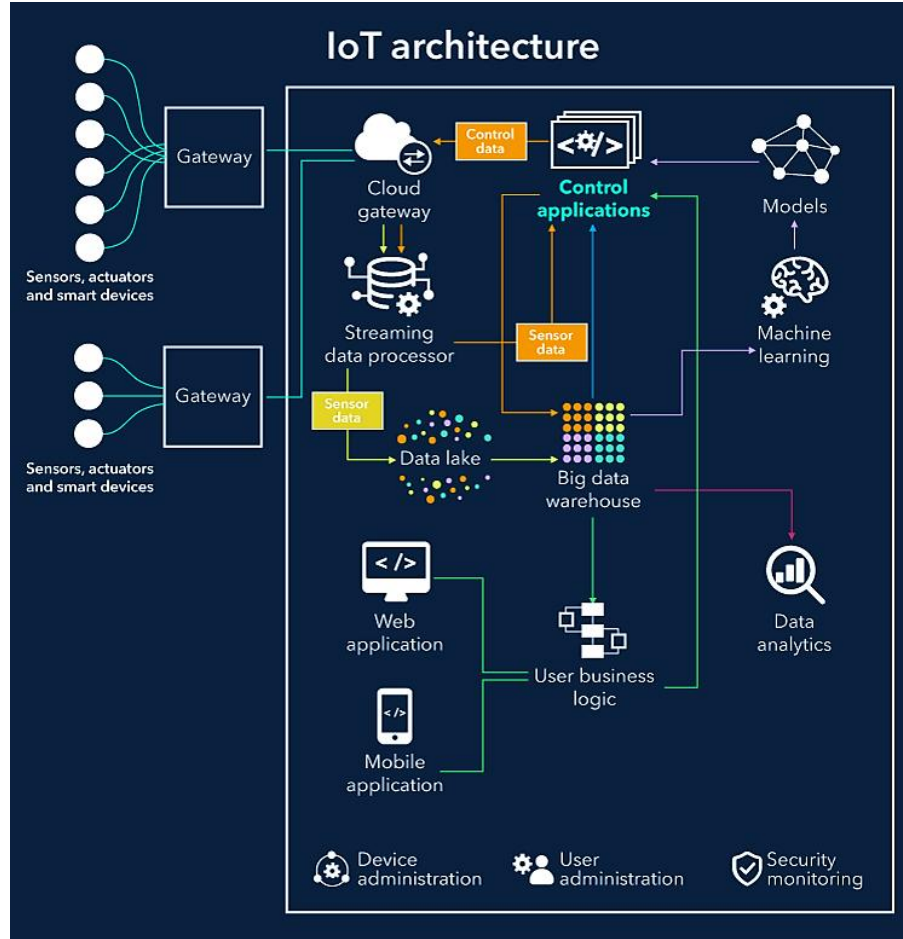 IoT architecture
Gateway
Sensors, actuators
and smart devices
Gateway
Sensors, actuators
and smart devices
Cloud
gateway
Control
data
<⚙/>
Control
applications
Models
Streaming
data processor
Sensor
data
Machine
learning
Sensor
data
Data lake
Big data
warehouse
< / >
Web
application
User business
logic
Data
analytics
</>
Mobile
application
Device
administration
User
administration
Security
monitoring